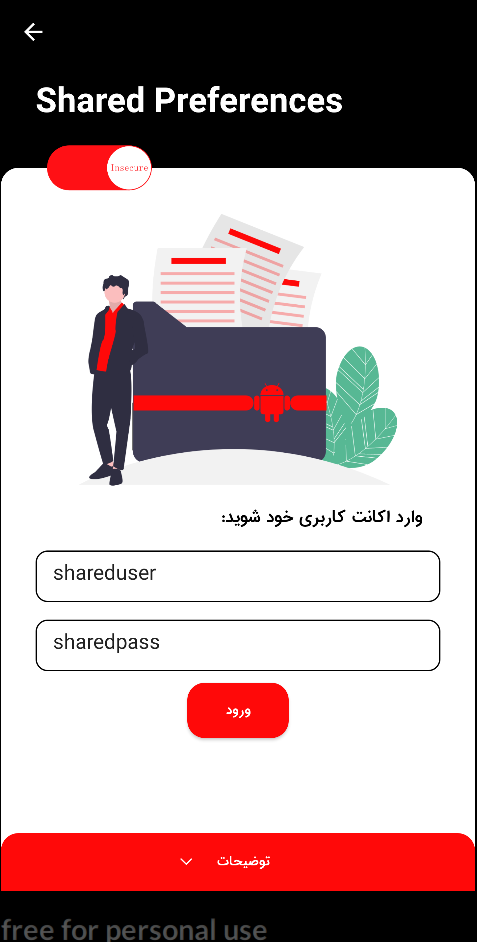 Shared Preferences
Insecure
وارد اکانت کاربری خود شوید:
shareduser
sharedpass
ورود
توضیحات
free for personal use